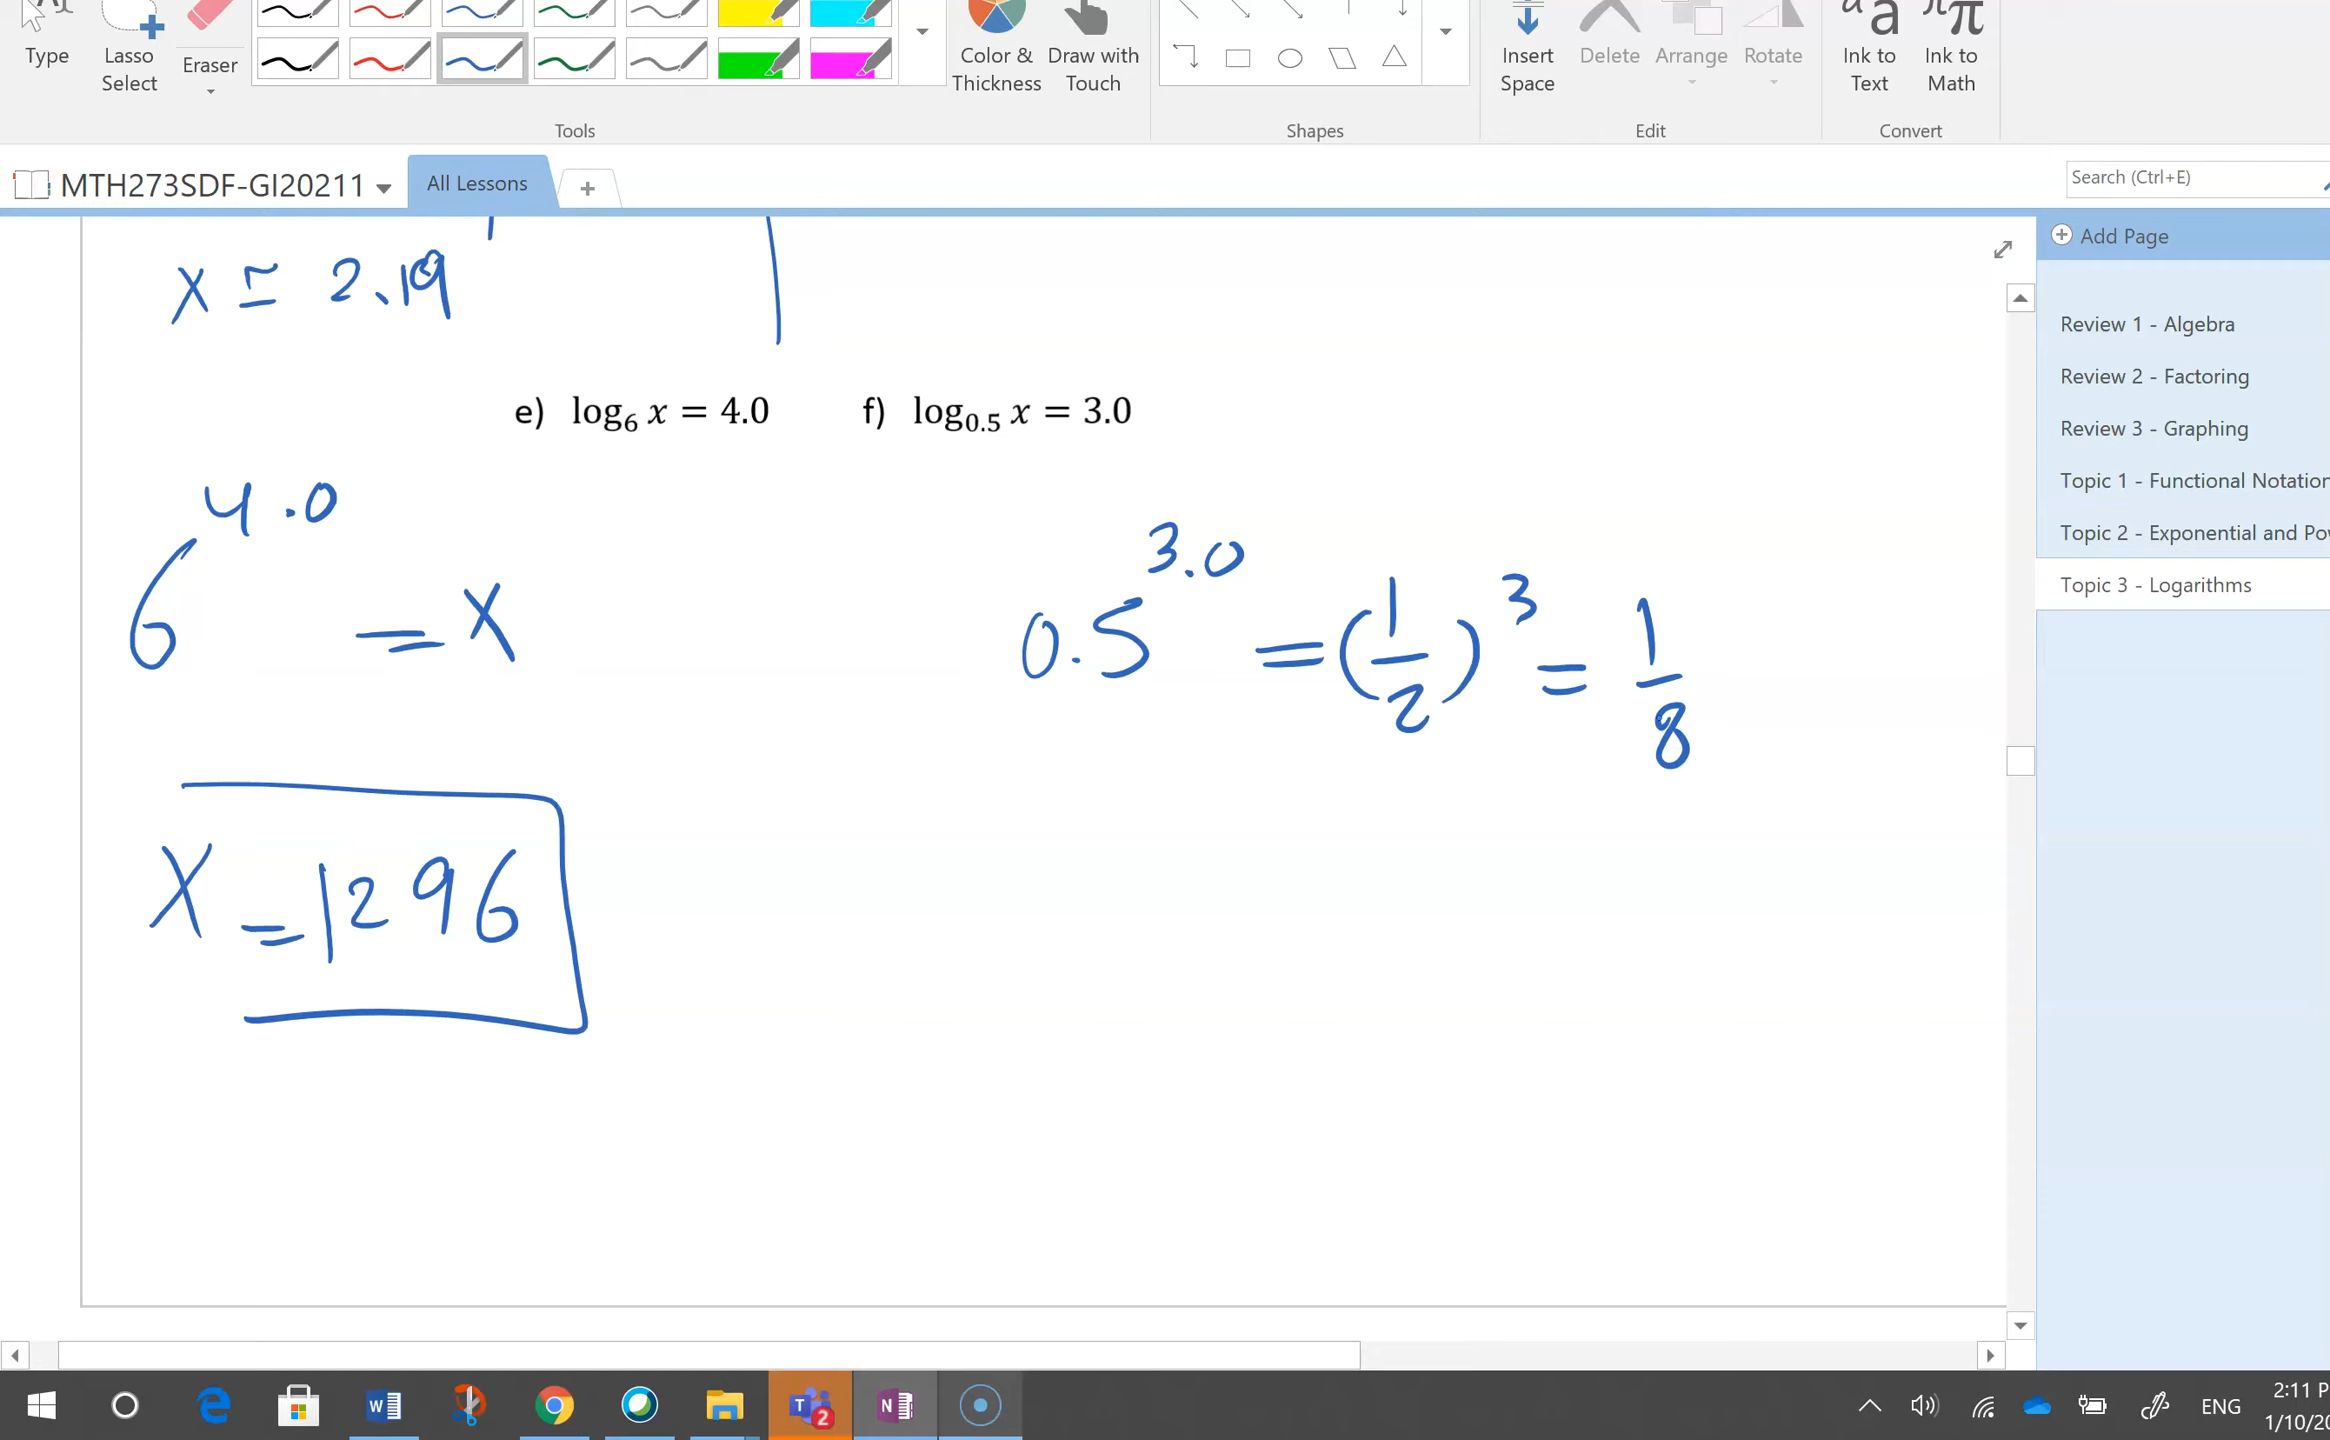 Type
Lasso Select
Eraser
Color & Thickness
Draw with Touch
Insert Space
Delete
Arrange
Rotate
Ink to Text
Ink to Math
Tools
Shapes
Edit
Convert
MTH273SDF-GI20211
All Lessons
+
Search (Ctrl+E)
Add Page
Review 1 - Algebra
Review 2 - Factoring
Review 3 - Graphing
Topic 1 - Functional Notation
Topic 2 - Exponential and Po
Topic 3 - Logarithms
x ≅ 2.19
e) log₆ x = 4.0 f) log₀.₅ x = 3.0
6^4.0 = x
0.5^3.0 = (1/2)^3 = 1/8
x = 1296
T 2
ENG
2:11 P
1/10/20